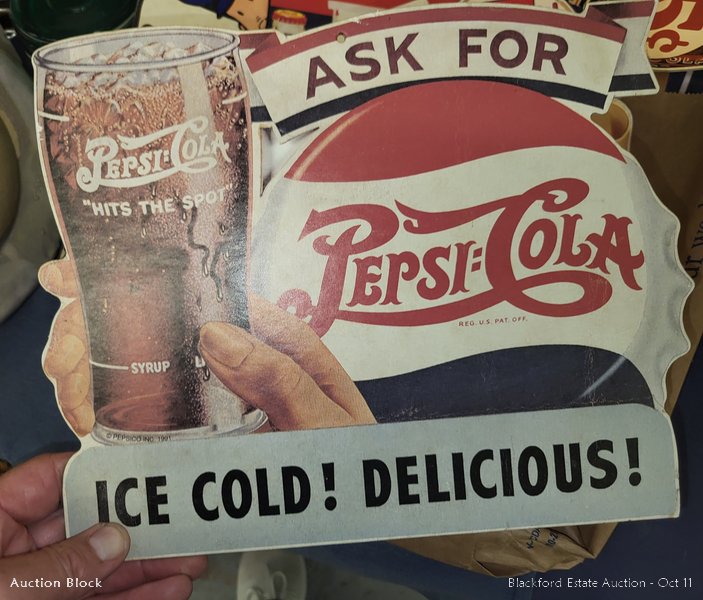 ASK FOR
PEPSI:COLA
"HITS THE SPOT"
PEPSI:COLA
REG. U.S. PAT. OFF.
SYRUP
© PEPSICO INC. 1991
ICE COLD! DELICIOUS!
Auction Block
Blackford Estate Auction - Oct 11